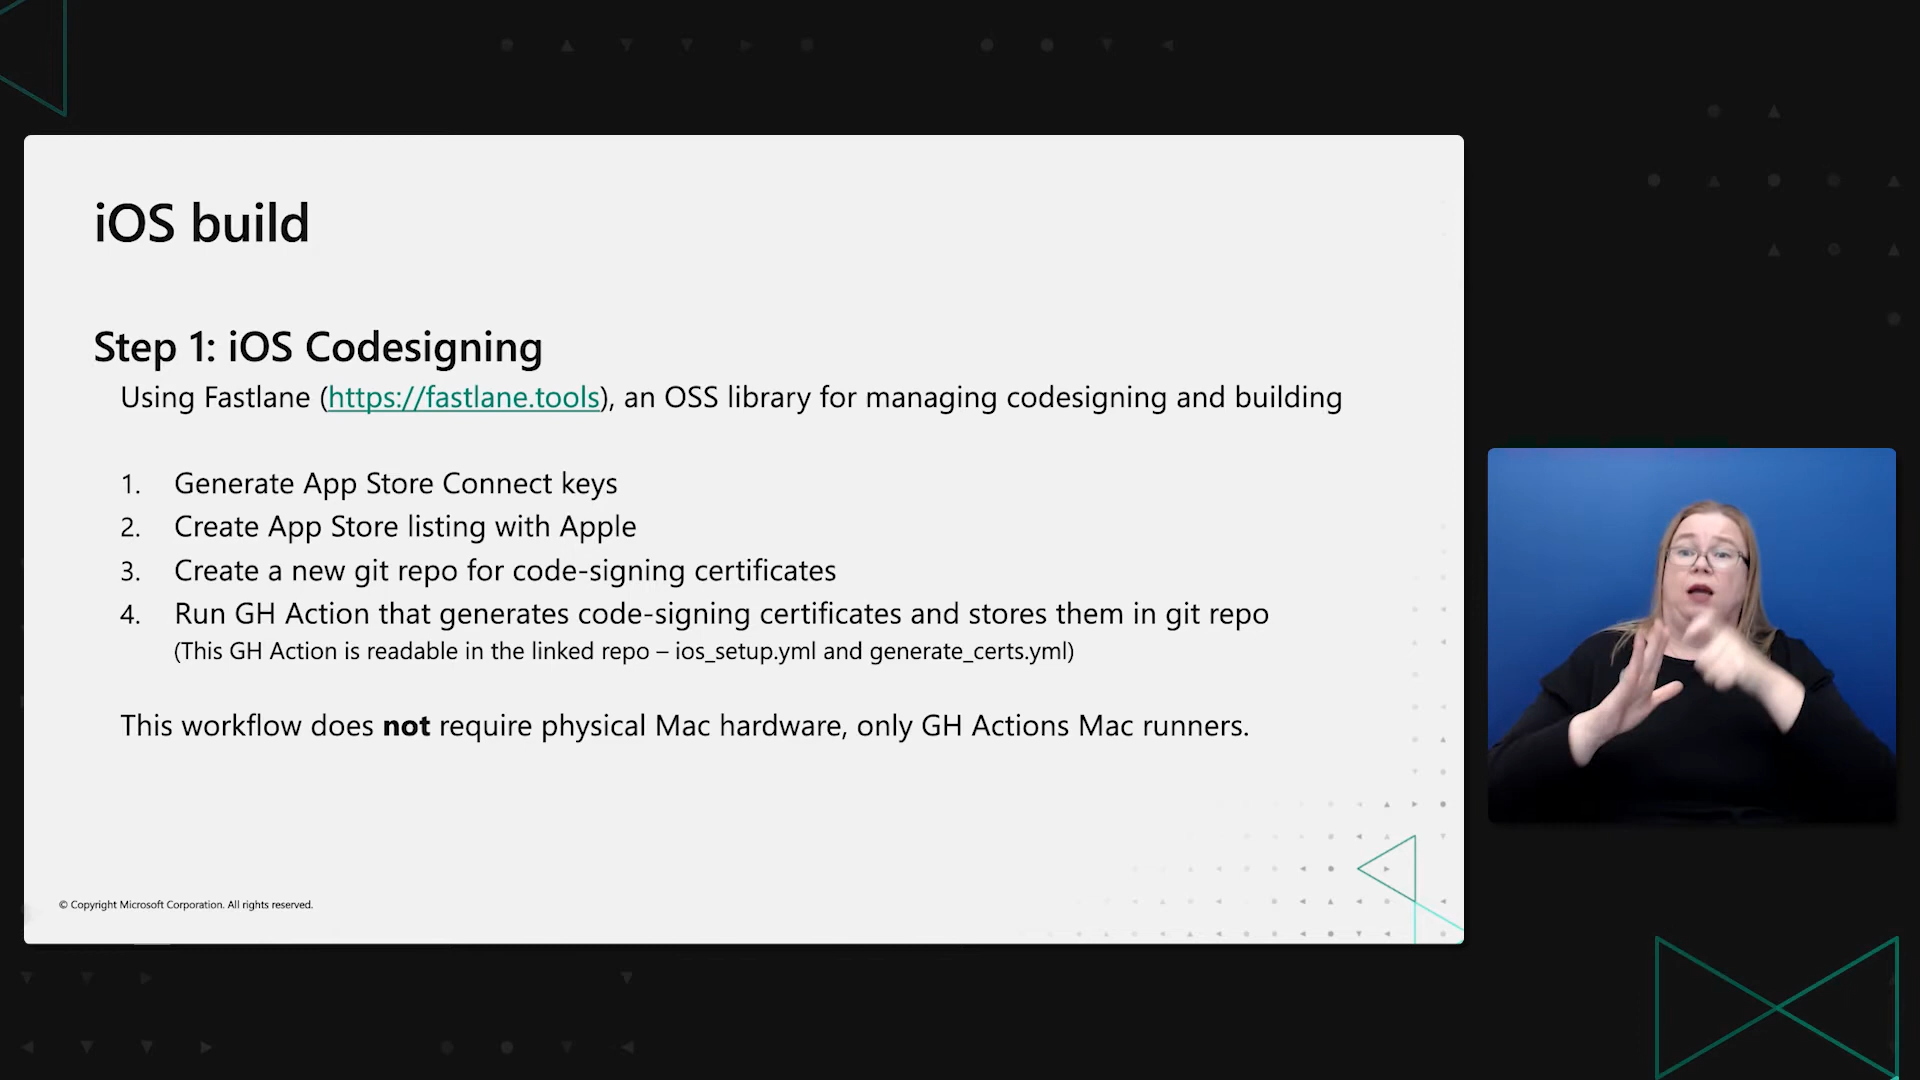 iOS build
Step 1: iOS Codesigning
Using Fastlane (https://fastlane.tools), an OSS library for managing codesigning and building
1. Generate App Store Connect keys
2. Create App Store listing with Apple
3. Create a new git repo for code-signing certificates
4. Run GH Action that generates code-signing certificates and stores them in git repo
(This GH Action is readable in the linked repo – ios_setup.yml and generate_certs.yml)
This workflow does not require physical Mac hardware, only GH Actions Mac runners.
© Copyright Microsoft Corporation. All rights reserved.